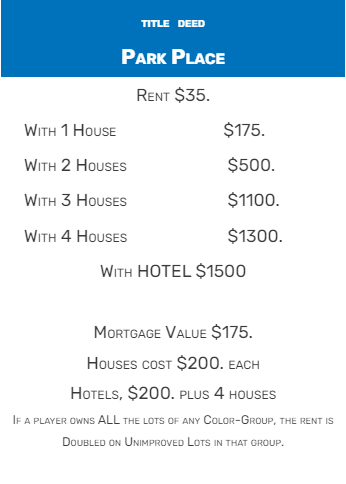 TITLE DEED
PARK PLACE
RENT $35.
WITH 1 HOUSE $175.
WITH 2 HOUSES $500.
WITH 3 HOUSES $1100.
WITH 4 HOUSES $1300.
WITH HOTEL $1500
MORTGAGE VALUE $175.
HOUSES COST $200. EACH
HOTELS, $200. PLUS 4 HOUSES
IF A PLAYER OWNS ALL THE LOTS OF ANY COLOR-GROUP, THE RENT IS
DOUBLED ON UNIMPROVED LOTS IN THAT GROUP.